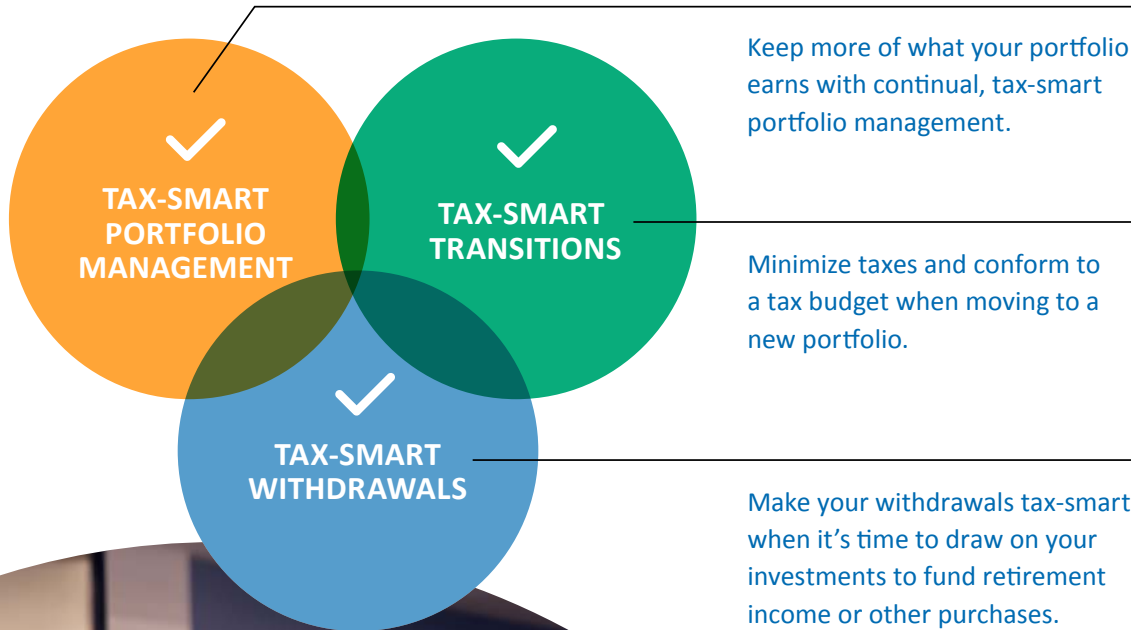 TAX-SMART
PORTFOLIO
MANAGEMENT
Keep more of what your portfolio
earns with continual, tax-smart
portfolio management.
TAX-SMART
TRANSITIONS
Minimize taxes and conform to
a tax budget when moving to a
new portfolio.
TAX-SMART
WITHDRAWALS
Make your withdrawals tax-smart
when it’s time to draw on your
investments to fund retirement
income or other purchases.